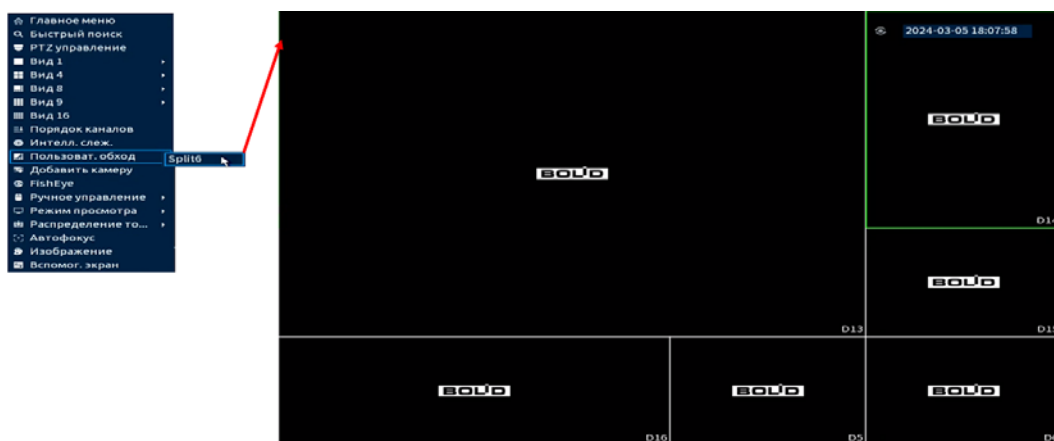 Главное меню
Быстрый поиск
PTZ управление
Вид 1
Вид 4
Вид 8
Вид 9
Вид 16
Порядок каналов
Интелл. слеж.
Пользоват. обход
Split6
Добавить камеру
FishEye
Ручное управление
Режим просмотра
Распределение то...
Автофокус
Изображение
Вспомог. экран
2024-03-05 18:07:58
BOLID
D14
BOLID
D13
BOLID
BOLID
D16
BOLID
D5
BOLID